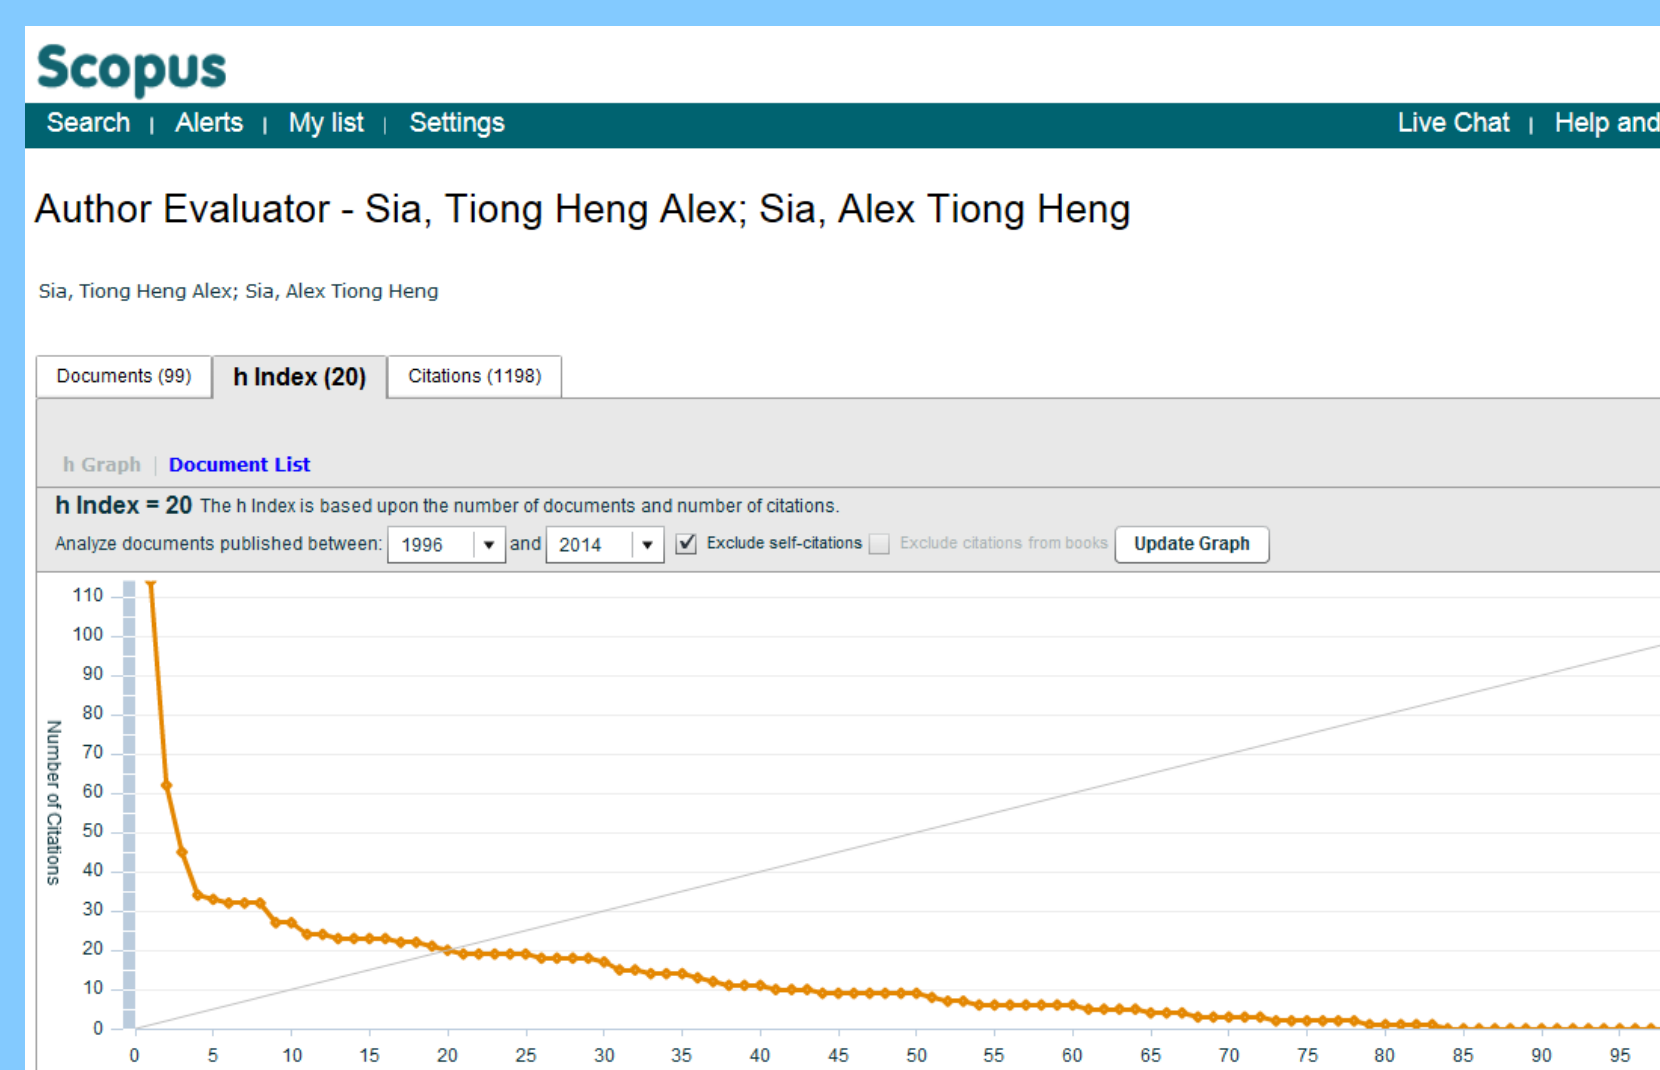 Scopus
Search | Alerts | My list | Settings
Live Chat | Help and
Author Evaluator - Sia, Tiong Heng Alex; Sia, Alex Tiong Heng
Sia, Tiong Heng Alex; Sia, Alex Tiong Heng
Documents (99)
h Index (20)
Citations (1198)
h Graph | Document List
h Index = 20 The h Index is based upon the number of documents and number of citations.
Analyze documents published between: 1996 and 2014 Exclude self-citations Exclude citations from books Update Graph
Number of Citations
110
100
90
80
70
60
50
40
30
20
10
0
0 5 10 15 20 25 30 35 40 45 50 55 60 65 70 75 80 85 90 95